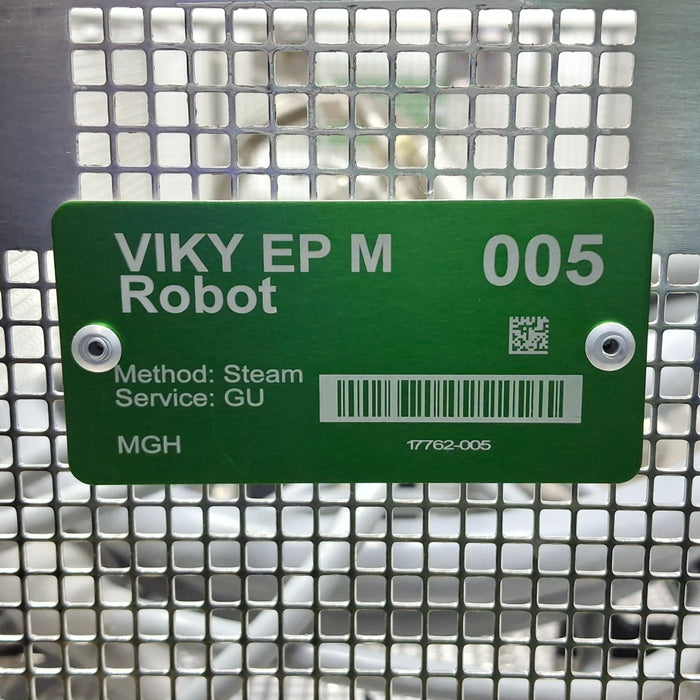 VIKY EP M 005
Robot
Method: Steam
Service: GU
MGH 17762-005